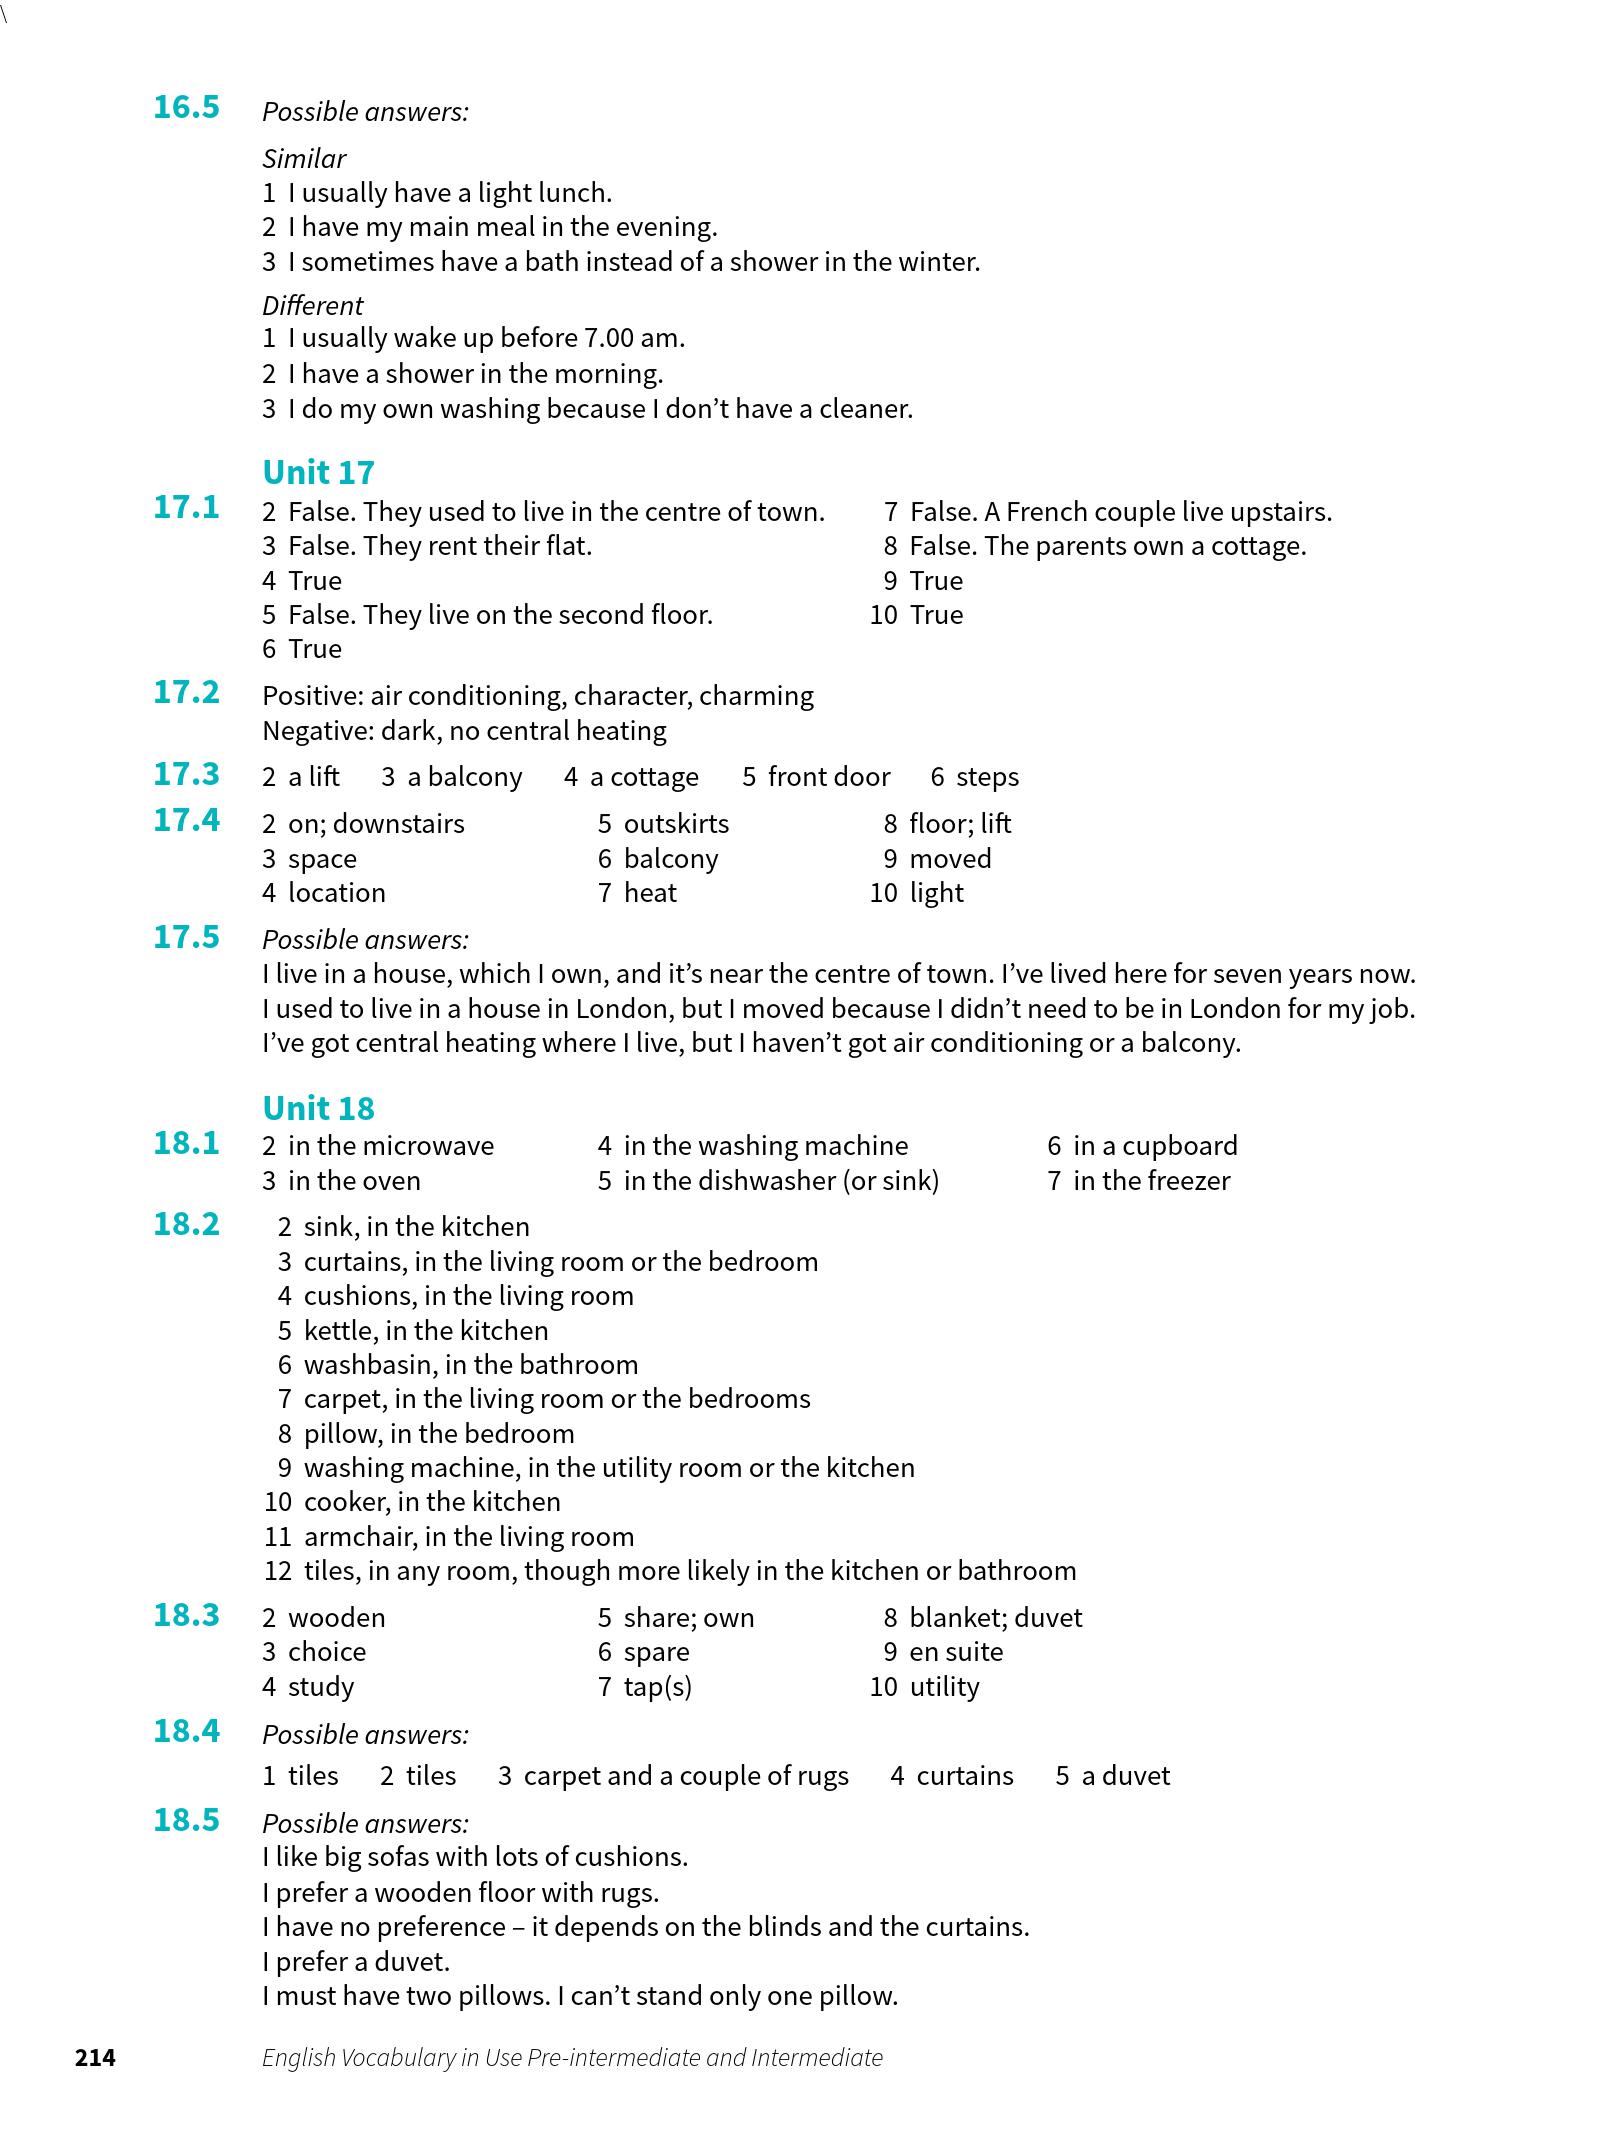 \
16.5 Possible answers:
Similar
1 I usually have a light lunch.
2 I have my main meal in the evening.
3 I sometimes have a bath instead of a shower in the winter.
Different
1 I usually wake up before 7.00 am.
2 I have a shower in the morning.
3 I do my own washing because I don’t have a cleaner.
Unit 17
17.1 2 False. They used to live in the centre of town. 7 False. A French couple live upstairs.
3 False. They rent their flat. 8 False. The parents own a cottage.
4 True 9 True
5 False. They live on the second floor. 10 True
6 True
17.2 Positive: air conditioning, character, charming
Negative: dark, no central heating
17.3 2 a lift 3 a balcony 4 a cottage 5 front door 6 steps
17.4 2 on; downstairs 5 outskirts 8 floor; lift
3 space 6 balcony 9 moved
4 location 7 heat 10 light
17.5 Possible answers:
I live in a house, which I own, and it’s near the centre of town. I’ve lived here for seven years now.
I used to live in a house in London, but I moved because I didn’t need to be in London for my job.
I’ve got central heating where I live, but I haven’t got air conditioning or a balcony.
Unit 18
18.1 2 in the microwave 4 in the washing machine 6 in a cupboard
3 in the oven 5 in the dishwasher (or sink) 7 in the freezer
18.2 2 sink, in the kitchen
3 curtains, in the living room or the bedroom
4 cushions, in the living room
5 kettle, in the kitchen
6 washbasin, in the bathroom
7 carpet, in the living room or the bedrooms
8 pillow, in the bedroom
9 washing machine, in the utility room or the kitchen
10 cooker, in the kitchen
11 armchair, in the living room
12 tiles, in any room, though more likely in the kitchen or bathroom
18.3 2 wooden 5 share; own 8 blanket; duvet
3 choice 6 spare 9 en suite
4 study 7 tap(s) 10 utility
18.4 Possible answers:
1 tiles 2 tiles 3 carpet and a couple of rugs 4 curtains 5 a duvet
18.5 Possible answers:
I like big sofas with lots of cushions.
I prefer a wooden floor with rugs.
I have no preference – it depends on the blinds and the curtains.
I prefer a duvet.
I must have two pillows. I can’t stand only one pillow.
214 English Vocabulary in Use Pre-intermediate and Intermediate